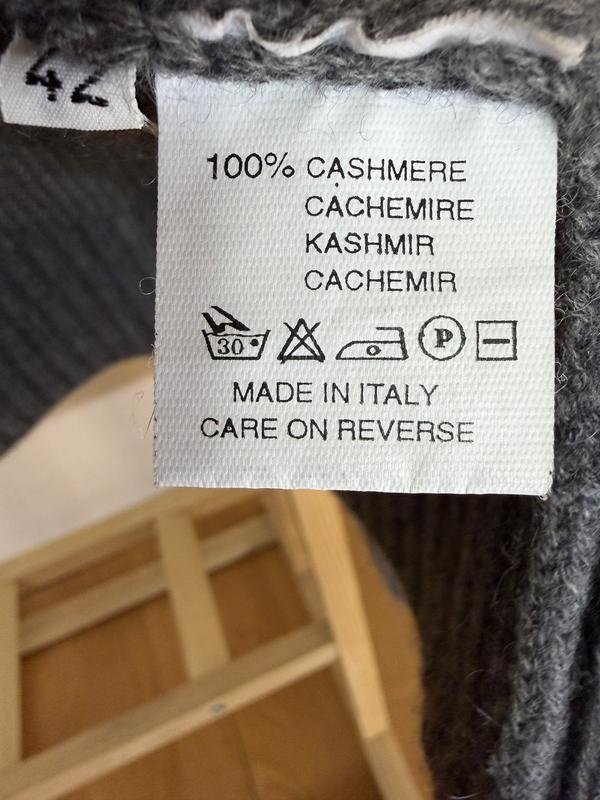 42
100% CASHMERE
CACHEMIRE
KASHMIR
CACHEMIR
30 P
MADE IN ITALY
CARE ON REVERSE